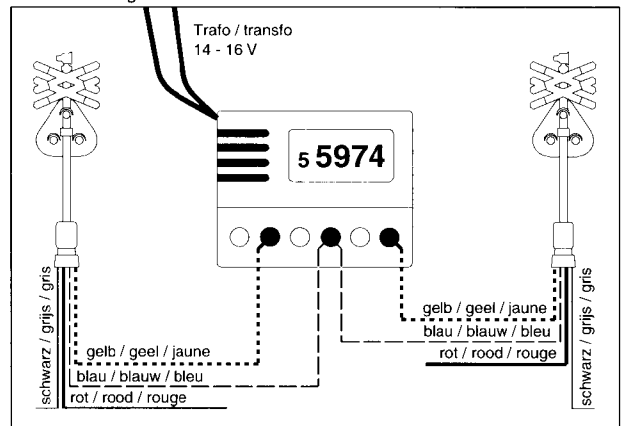 Trafo / transfo
14 - 16 V
5 5974
schwarz / grijs / gris
gelb / geel / jaune
blau / blauw / bleu
rot / rood / rouge
gelb / geel / jaune
blau / blauw / bleu
rot / rood / rouge
schwarz / grijs / gris